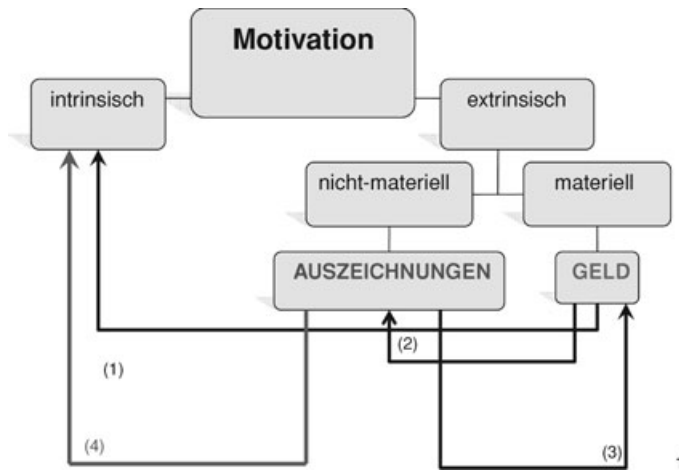 Motivation
intrinsisch
extrinsisch
nicht-materiell
materiell
AUSZEICHNUNGEN
GELD
(2)
(1)
(4)
(3)